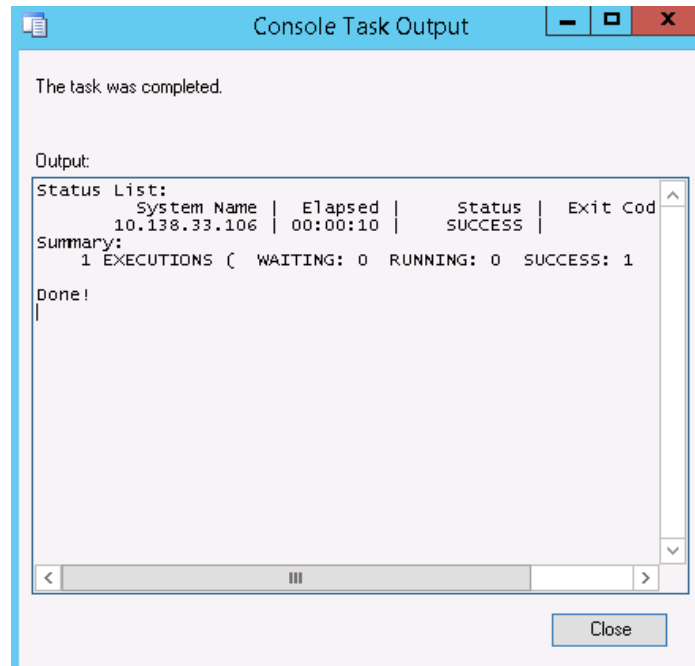 Console Task Output
The task was completed.
Output:
Status List:
System Name | Elapsed | Status | Exit Cod
10.138.33.106 | 00:00:10 | SUCCESS |
Summary:
1 EXECUTIONS ( WAITING: 0 RUNNING: 0 SUCCESS: 1
Done!
Close